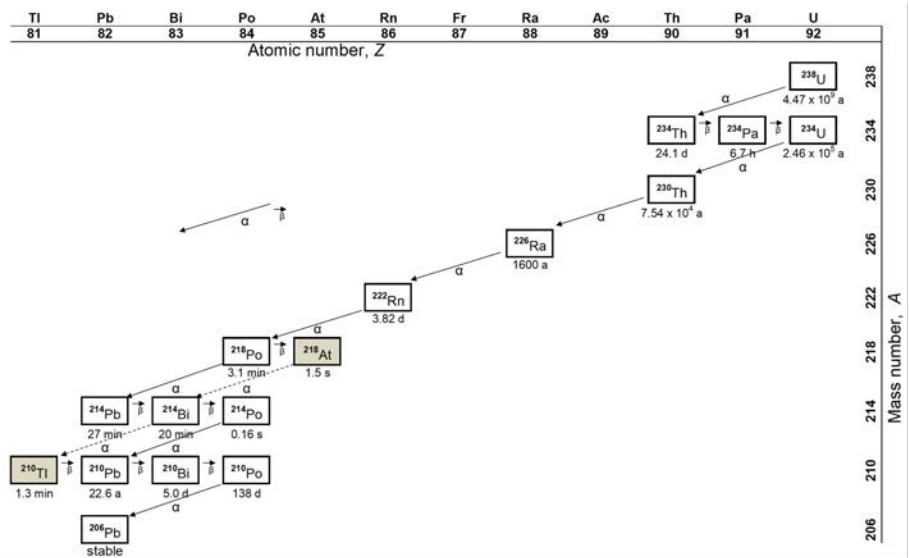 Tl Pb Bi Po At Rn Fr Ra Ac Th Pa U
81 82 83 84 85 86 87 88 89 90 91 92
Atomic number, Z
238
²³⁸U
4.47 x 10⁹ a
α
234
²³⁴Th β ²³⁴Pa β ²³⁴U
24.1 d 6.7 h 2.46 x 10⁵ a
α
230
²³⁰Th
7.54 x 10⁴ a
α β
α
226
²²⁶Ra
1600 a
α
222
²²²Rn
3.82 d
α
218
²¹⁸Po β ²¹⁸At
3.1 min 1.5 s
α α
214
²¹⁴Pb β ²¹⁴Bi β ²¹⁴Po
27 min 20 min 0.16 s
α α
210
²¹⁰Tl β ²¹⁰Pb β ²¹⁰Bi β ²¹⁰Po
1.3 min 22.6 a 5.0 d 138 d
α
206
²⁰⁶Pb
stable
Mass number, A